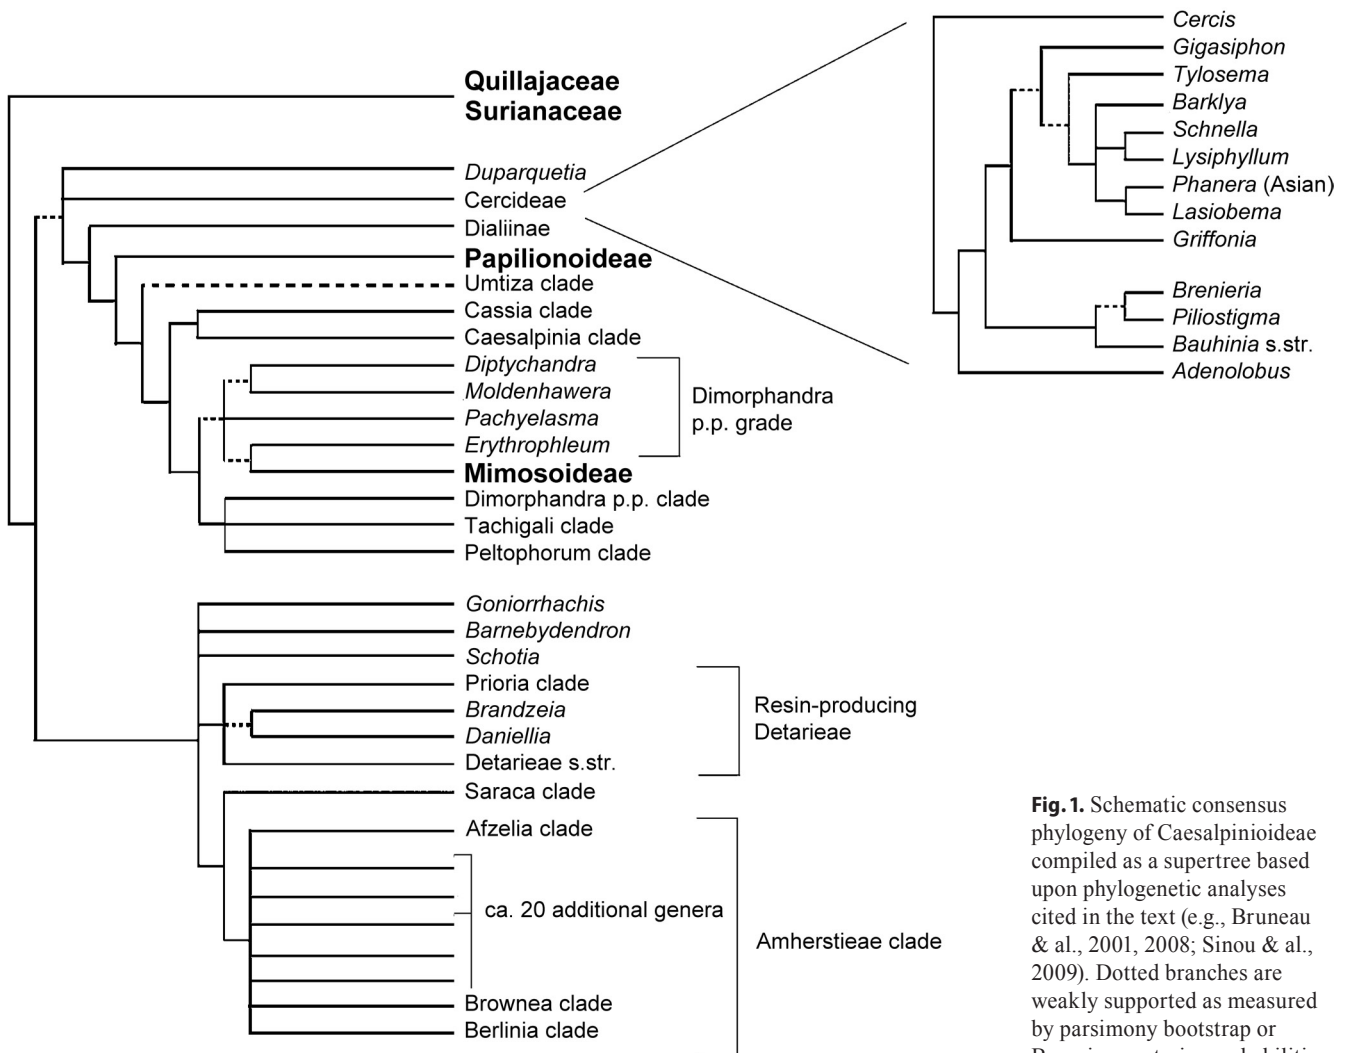 Quillajaceae
Surianaceae
Duparquetia
Cercideae
Dialiinae
Papilionoideae
Umtiza clade
Cassia clade
Caesalpinia clade
Diptychandra
Moldenhawera
Pachyelasma
Erythrophleum
Mimosoideae
Dimorphandra p.p. clade
Tachigali clade
Peltophorum clade
Dimorphandra
p.p. grade
Goniorrhachis
Barnebydendron
Schotia
Prioria clade
Brandzeia
Daniellia
Detarieae s.str.
Resin-producing
Detarieae
Saraca clade
Afzelia clade
ca. 20 additional genera
Brownea clade
Berlinia clade
Amherstieae clade
Cercis
Gigasiphon
Tylosema
Barklya
Schnella
Lysiphyllum
Phanera (Asian)
Lasiobema
Griffonia
Brenieria
Piliostigma
Bauhinia s.str.
Adenolobus
Fig. 1. Schematic consensus
phylogeny of Caesalpinioideae
compiled as a supertree based
upon phylogenetic analyses
cited in the text (e.g., Bruneau
& al., 2001, 2008; Sinou & al.,
2009). Dotted branches are
weakly supported as measured
by parsimony bootstrap or